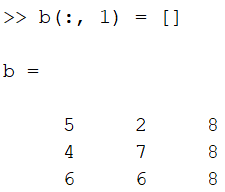 >> b(:, 1) = []
b =
5 2 8
4 7 8
6 6 8